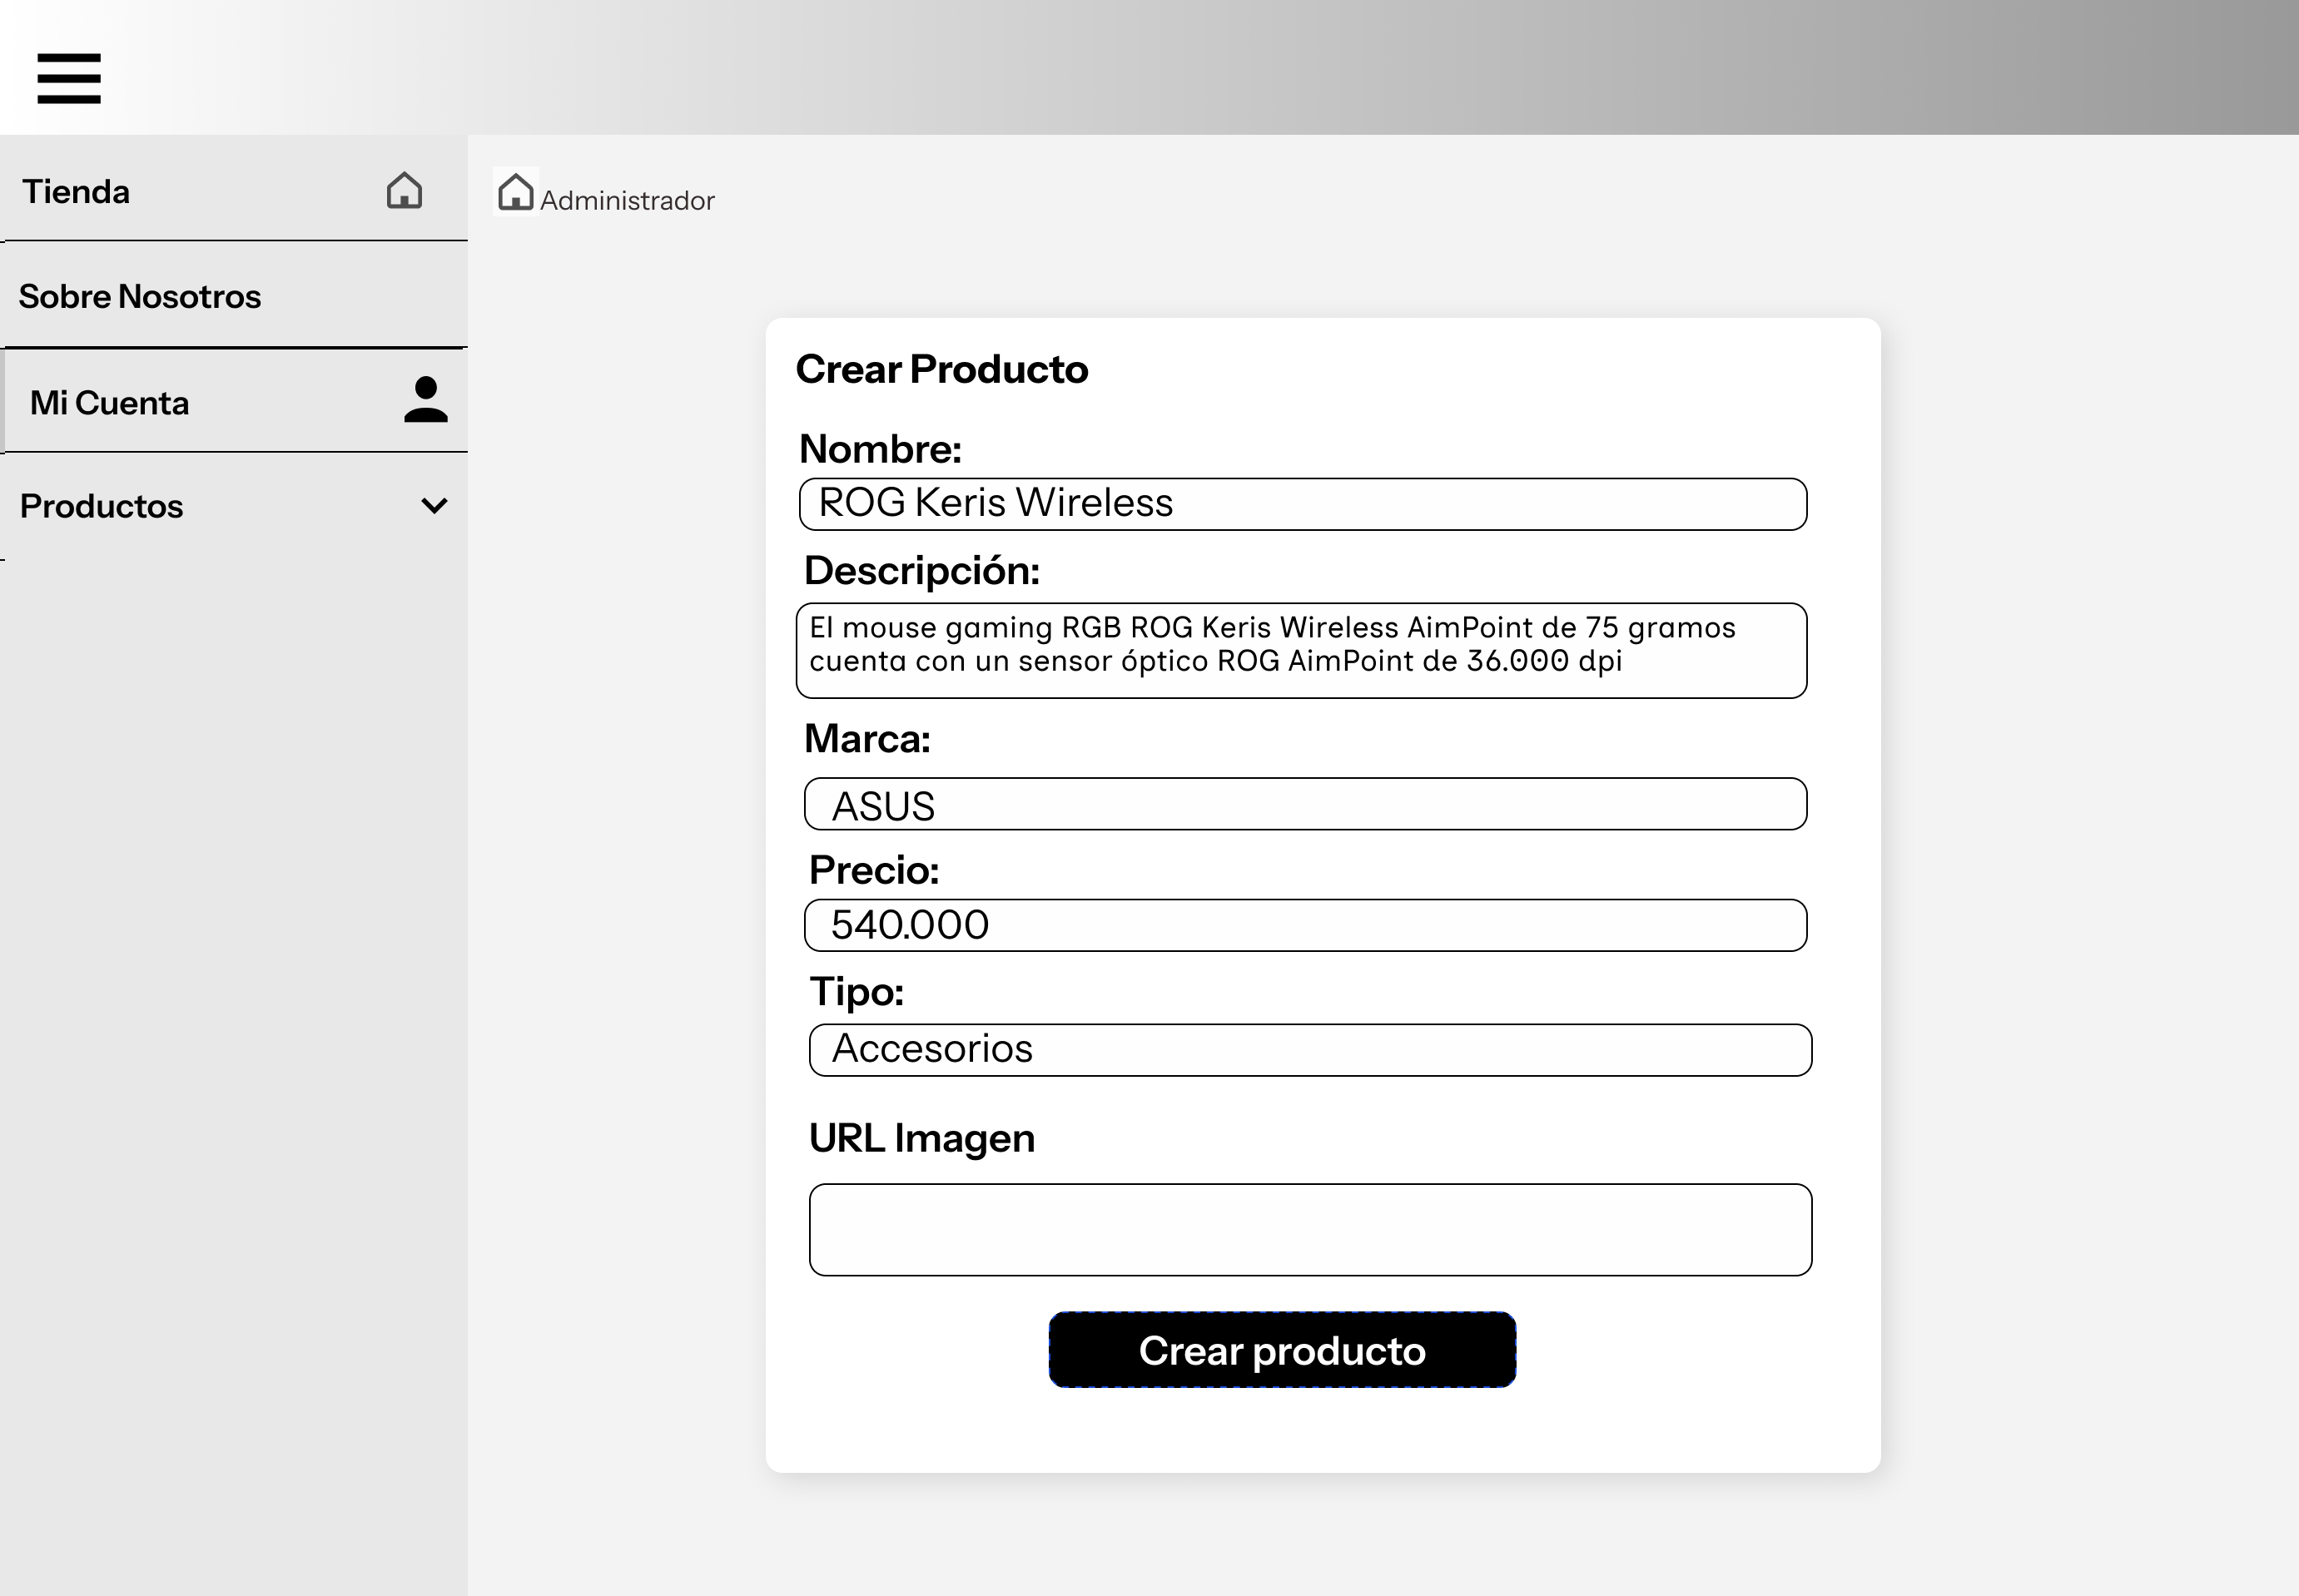 Tienda
Administrador
Sobre Nosotros
Mi Cuenta
Productos
Crear Producto
Nombre:
ROG Keris Wireless
Descripción:
El mouse gaming RGB ROG Keris Wireless AimPoint de 75 gramos
cuenta con un sensor óptico ROG AimPoint de 36.000 dpi
Marca:
ASUS
Precio:
540.000
Tipo:
Accesorios
URL Imagen
Crear producto